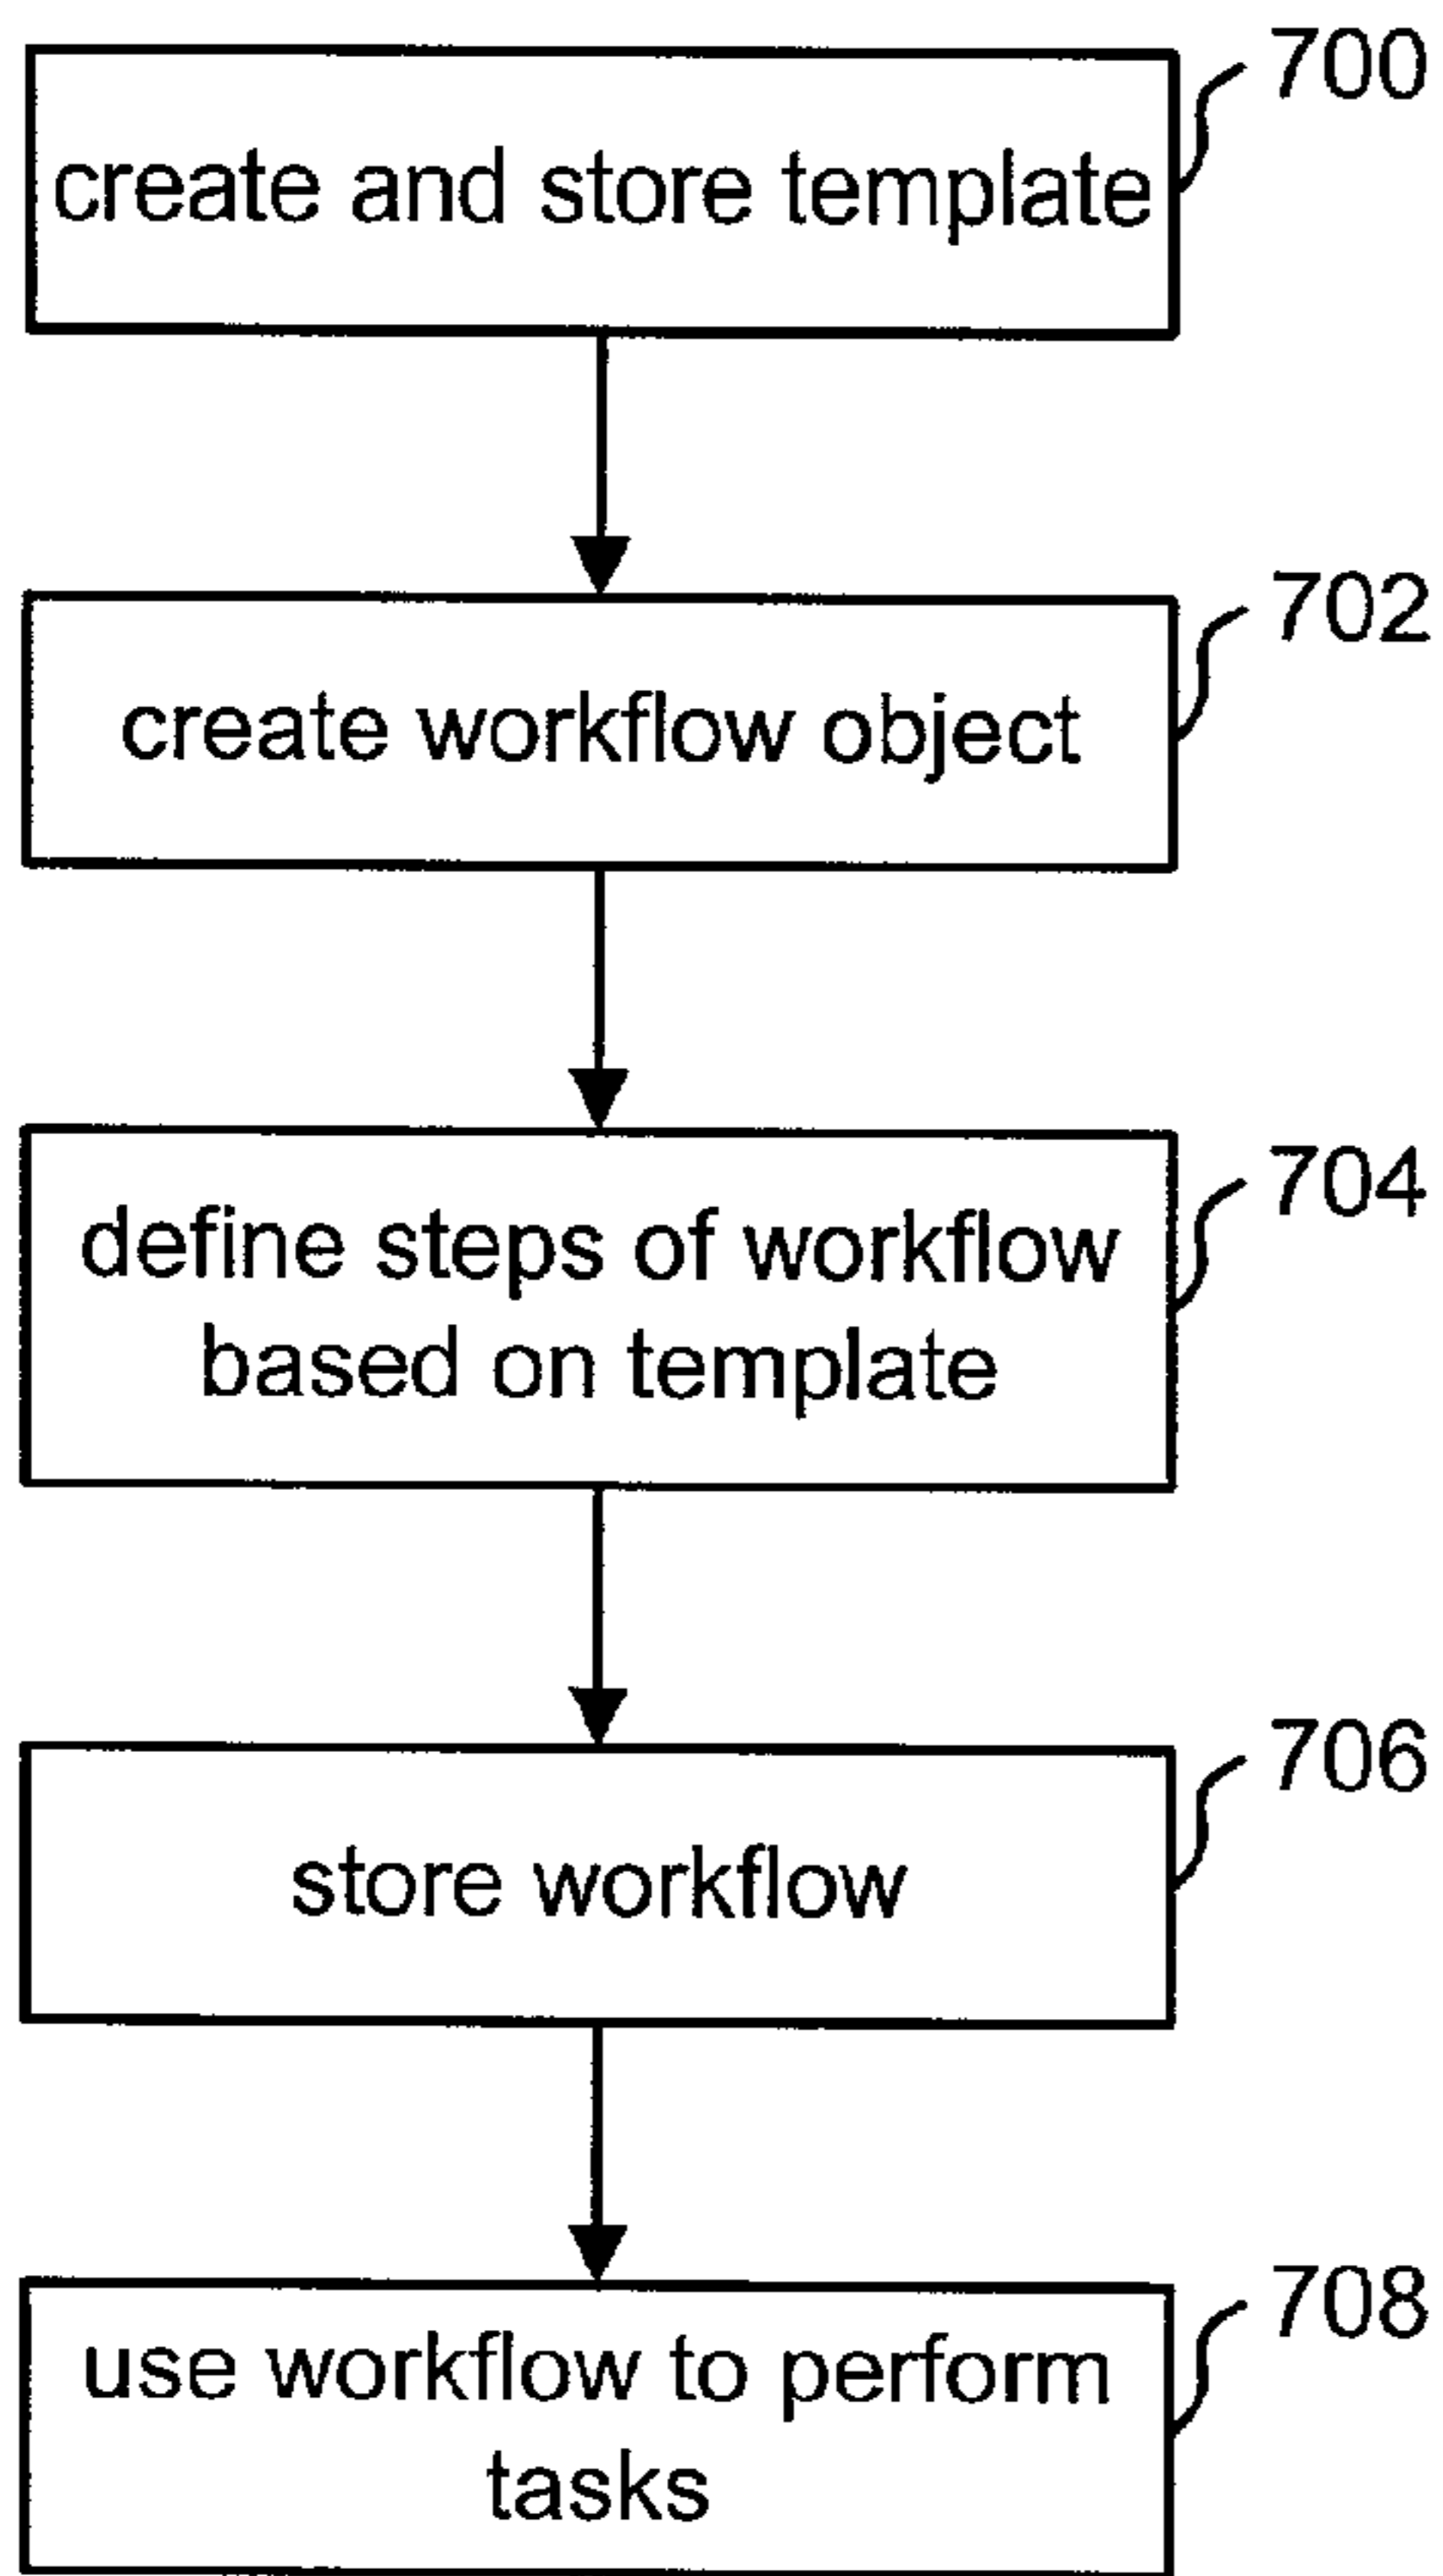 700
create and store template
702
create workflow object
704
define steps of workflow
based on template
706
store workflow
708
use workflow to perform
tasks